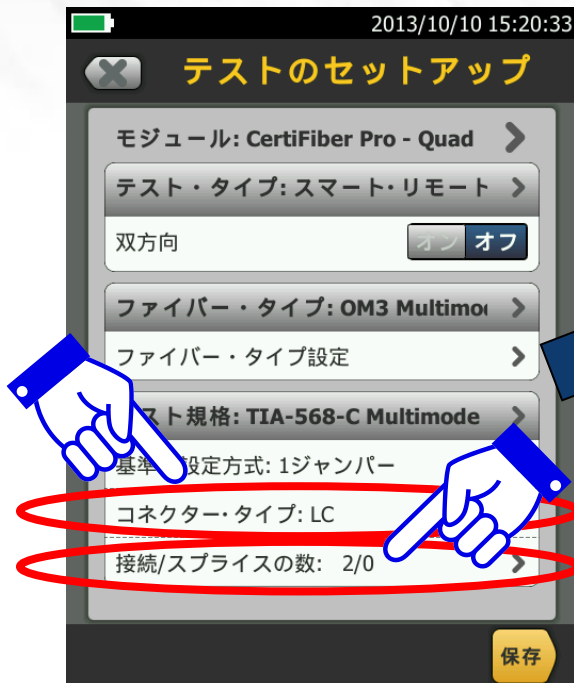 2013/10/10 15:20:33
テストのセットアップ
モジュール: CertiFiber Pro - Quad
テスト・タイプ: スマート・リモート
双方向
オン オフ
ファイバー・タイプ: OM3 Multimo
ファイバー・タイプ設定
スト規格: TIA-568-C Multimode
基準 設定方式: 1ジャンパー
コネクター・タイプ: LC
接続/スプライスの数: 2/0
保存